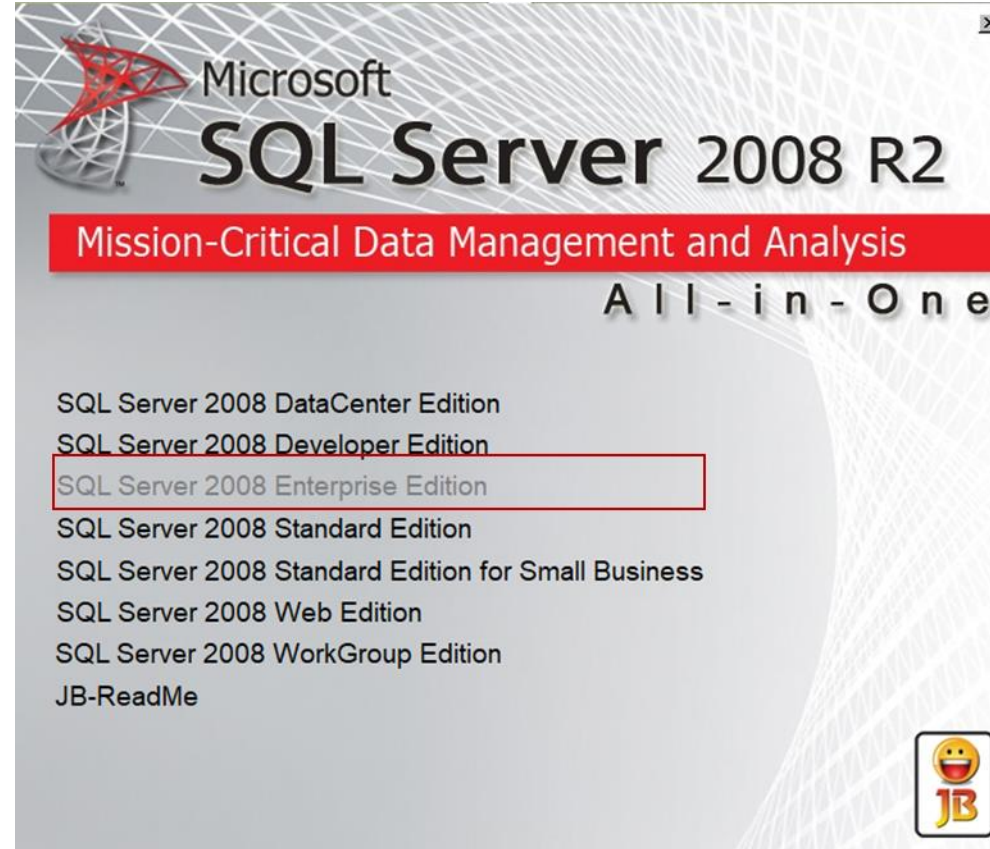 Microsoft
SQL Server 2008 R2
Mission-Critical Data Management and Analysis
All-in-One
SQL Server 2008 DataCenter Edition
SQL Server 2008 Developer Edition
SQL Server 2008 Enterprise Edition
SQL Server 2008 Standard Edition
SQL Server 2008 Standard Edition for Small Business
SQL Server 2008 Web Edition
SQL Server 2008 WorkGroup Edition
JB-ReadMe
JB